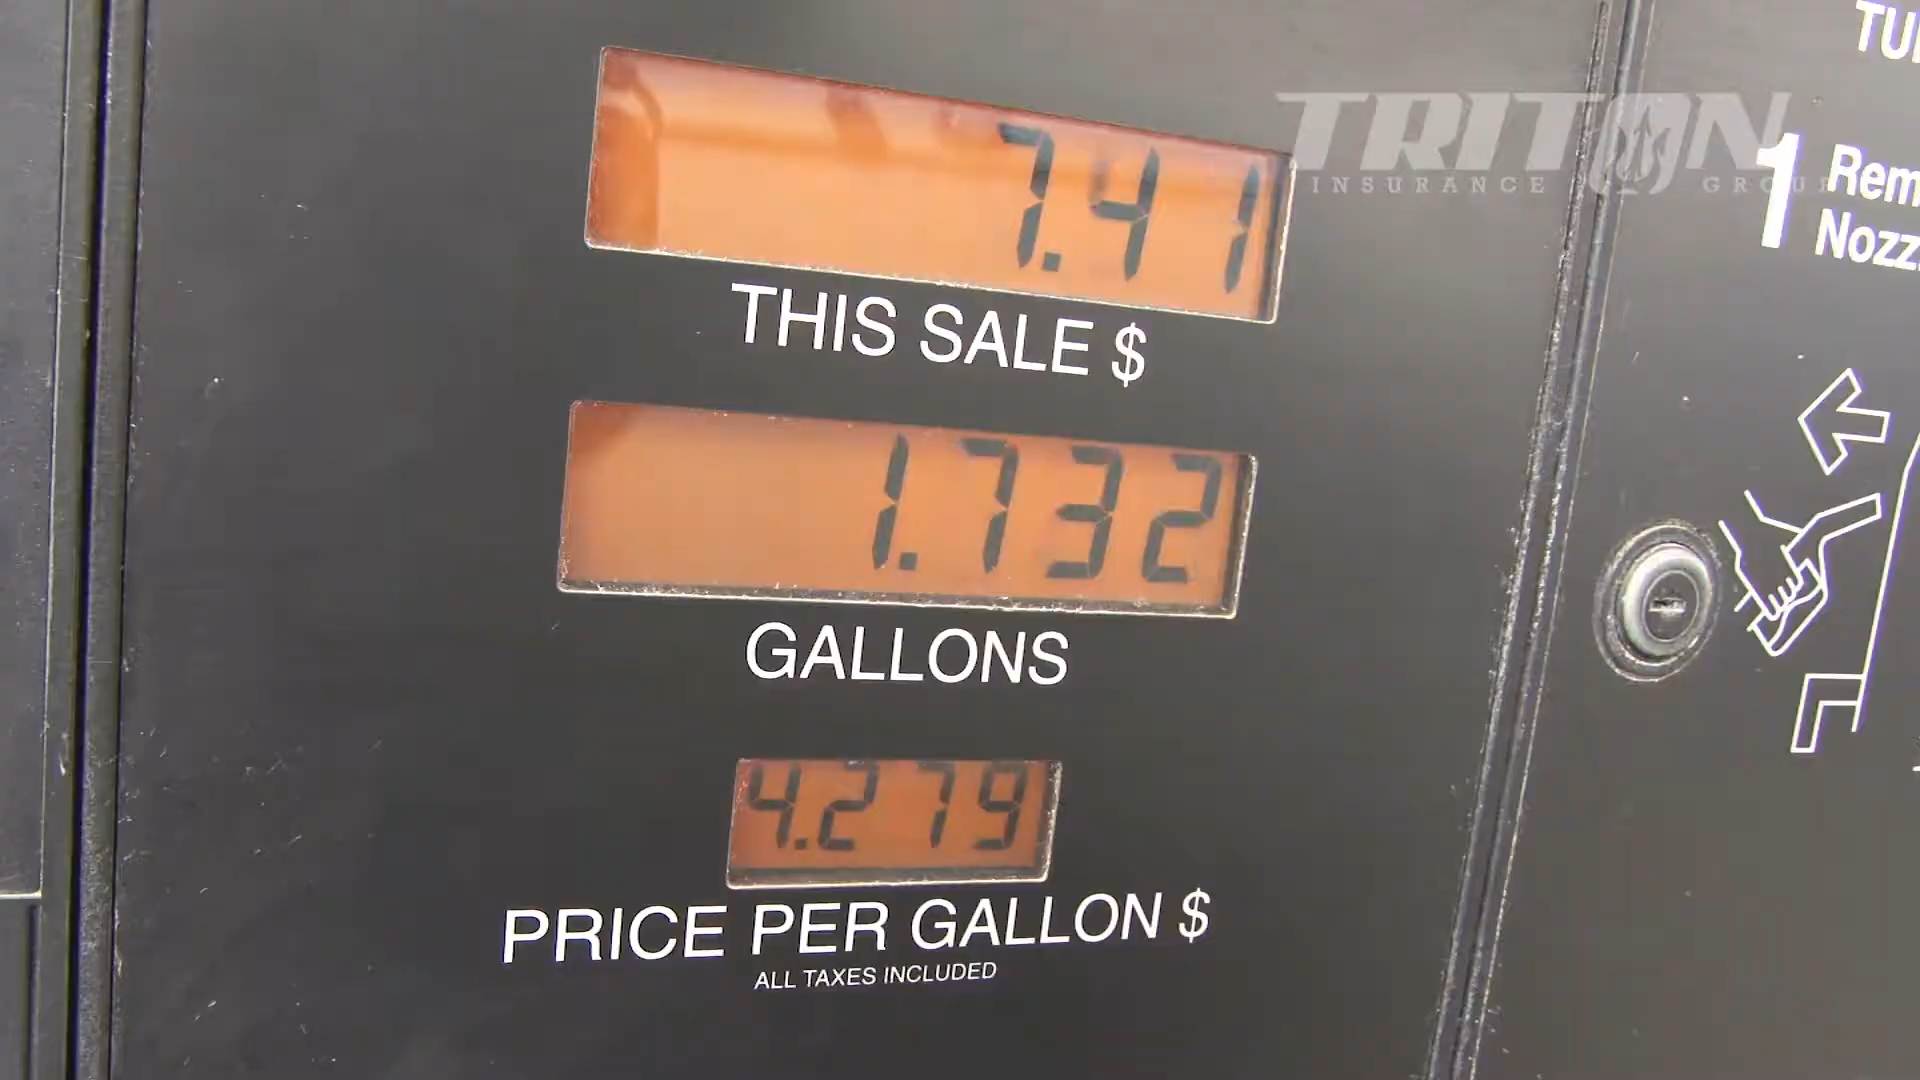 TRITON
INSURANCE GROUP
7.41
THIS SALE $
1.732
GALLONS
4.279
PRICE PER GALLON $
ALL TAXES INCLUDED
1